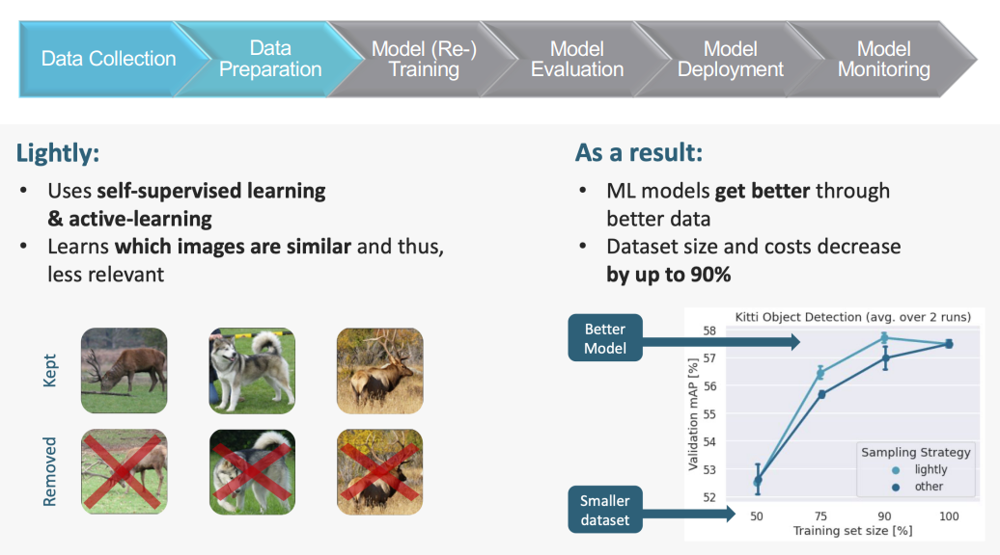 Data Collection
Data
Preparation
Model (Re-)
Training
Model
Evaluation
Model
Deployment
Model
Monitoring
Lightly:
• Uses self-supervised learning
& active-learning
• Learns which images are similar and thus,
less relevant
Kept
Removed
As a result:
• ML models get better through
better data
• Dataset size and costs decrease
by up to 90%
Better
Model
Smaller
dataset
Kitti Object Detection (avg. over 2 runs)
Validation mAP [%]
58
57
56
55
54
53
52
Sampling Strategy
lightly
other
50 75 90 100
Training set size [%]